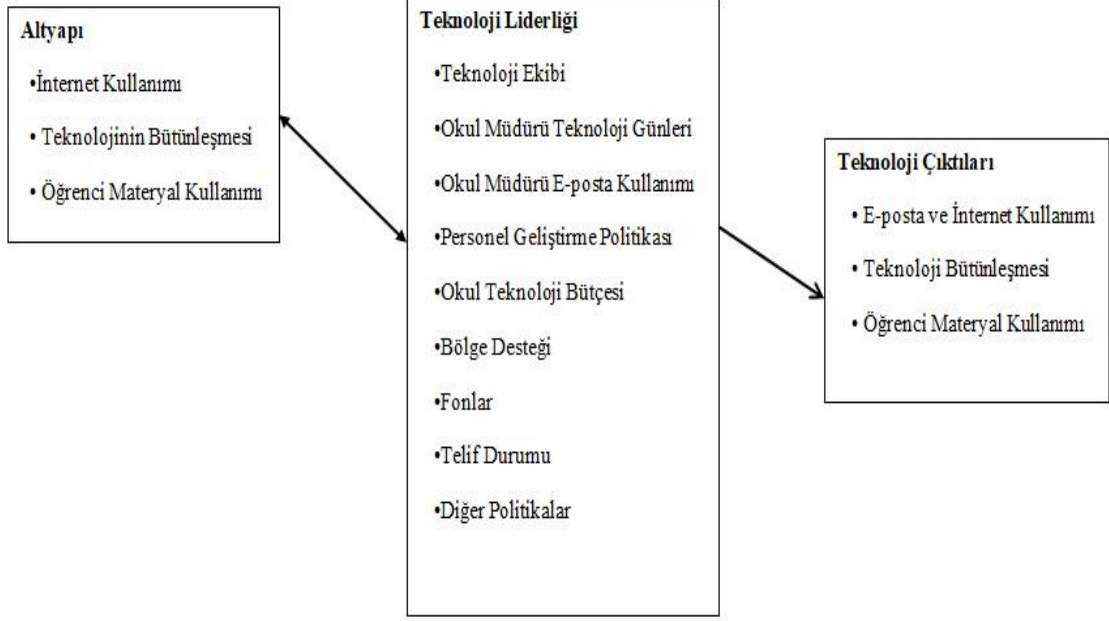 Altyapı
•İnternet Kullanımı
• Teknolojinin Bütünleşmesi
• Öğrenci Materyal Kullanımı
Teknoloji Liderliği
•Teknoloji Ekibi
•Okul Müdürü Teknoloji Günleri
•Okul Müdürü E-posta Kullanımı
•Personel Geliştirme Politikası
•Okul Teknoloji Bütçesi
•Bölge Desteği
•Fonlar
•Telif Durumu
•Diğer Politikalar
Teknoloji Çıktıları
• E-posta ve İnternet Kullanımı
• Teknoloji Bütünleşmesi
• Öğrenci Materyal Kullanımı